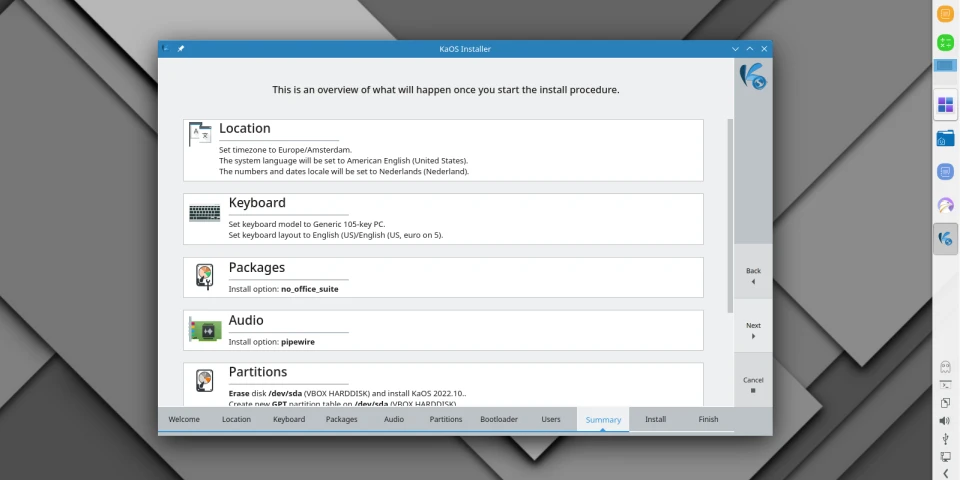 KaOS Installer
This is an overview of what will happen once you start the install procedure.
Location
Set timezone to Europe/Amsterdam.
The system language will be set to American English (United States).
The numbers and dates locale will be set to Nederlands (Nederland).
Keyboard
Set keyboard model to Generic 105-key PC.
Set keyboard layout to English (US)/English (US, euro on 5).
Packages
Install option: no_office_suite
Audio
Install option: pipewire
Partitions
Erase disk /dev/sda (VBOX HARDDISK) and install KaOS 2022.10..
Create new GPT partition table on /dev/sda (VBOX HARDDISK)
Back
Next
Cancel
Welcome
Location
Keyboard
Packages
Audio
Partitions
Bootloader
Users
Summary
Install
Finish